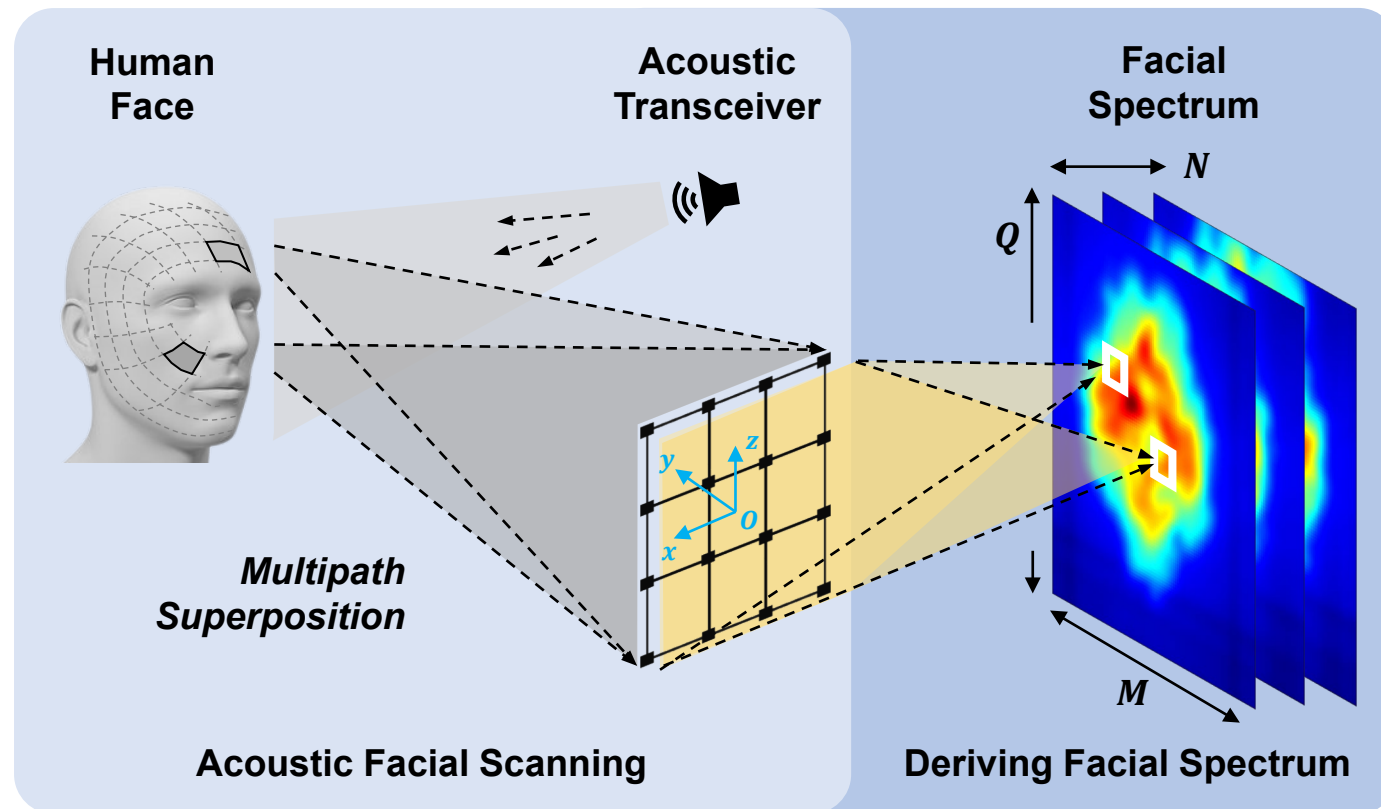 Human
Face
Acoustic
Transceiver
Facial
Spectrum
N
Q
z
y
O
x
Multipath
Superposition
M
Acoustic Facial Scanning
Deriving Facial Spectrum